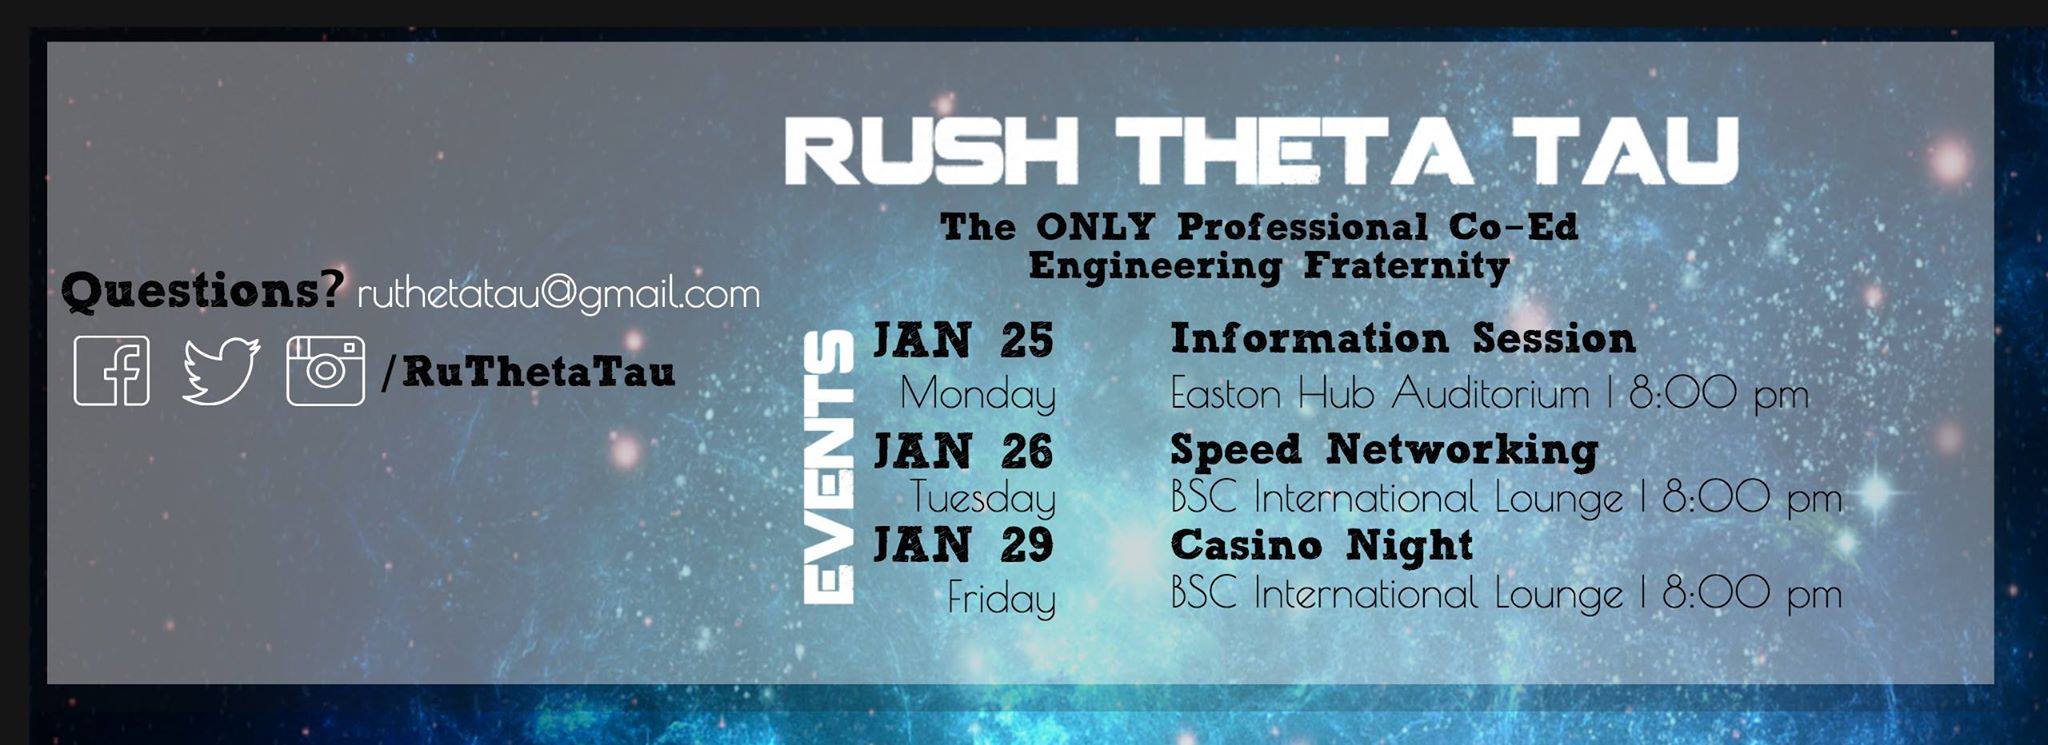 RUSH THETA TAU
The ONLY Professional Co-Ed
Engineering Fraternity
Questions? ruthetatau@gmail.com
/RuThetaTau
EVENTS
JAN 25 Information Session
Monday Easton Hub Auditorium | 8:00 pm
JAN 26 Speed Networking
Tuesday BSC International Lounge | 8:00 pm
JAN 29 Casino Night
Friday BSC International Lounge | 8:00 pm